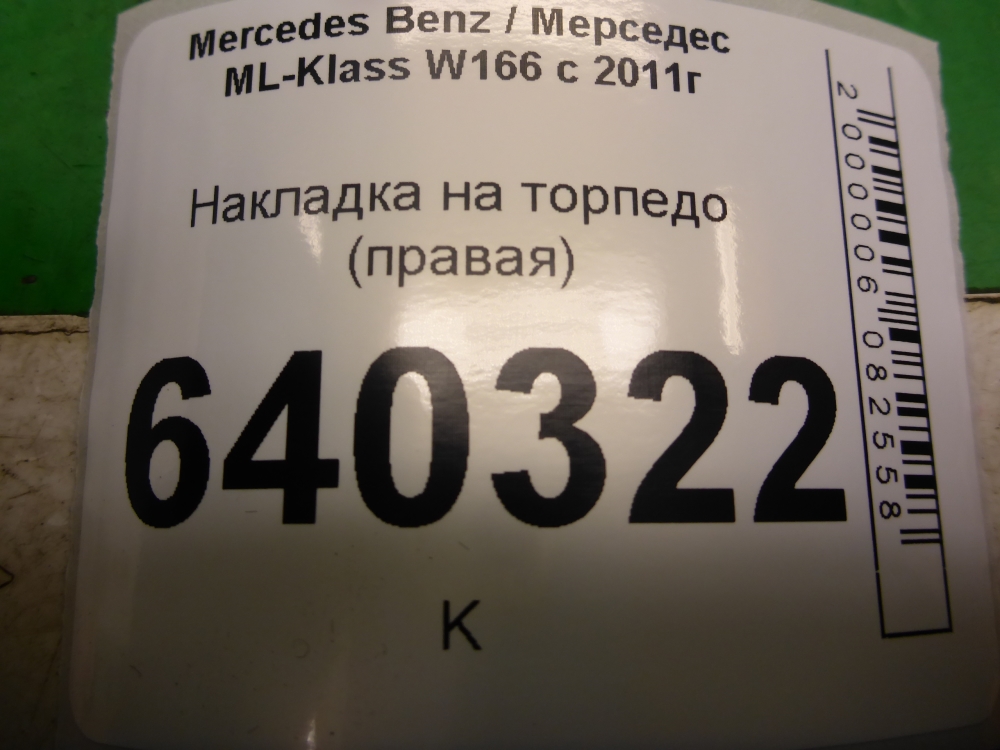 Mercedes Benz / Мерседес
ML-Klass W166 с 2011г
Накладка на торпедо
(правая)
640322
К
2000006082558